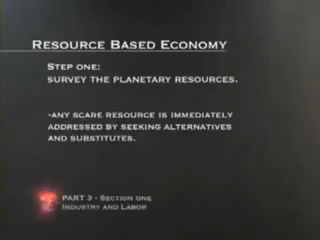 Resource Based Economy
Step one:
survey the planetary resources.
-any scare resource is immediately
addressed by seeking alternatives
and substitutes.
PART 3 - Section one
Industry and Labor